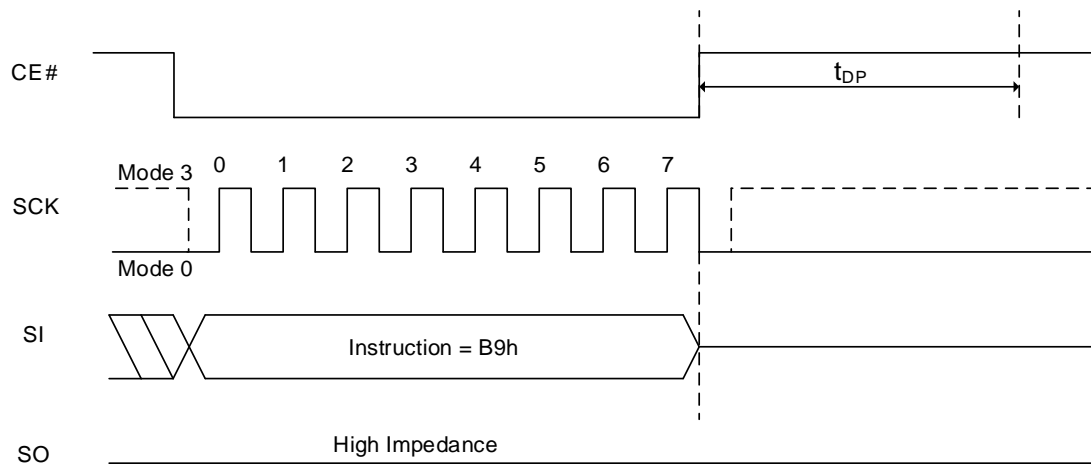 CE#
tDP
Mode 3 0 1 2 3 4 5 6 7
SCK
Mode 0
SI
Instruction = B9h
High Impedance
SO